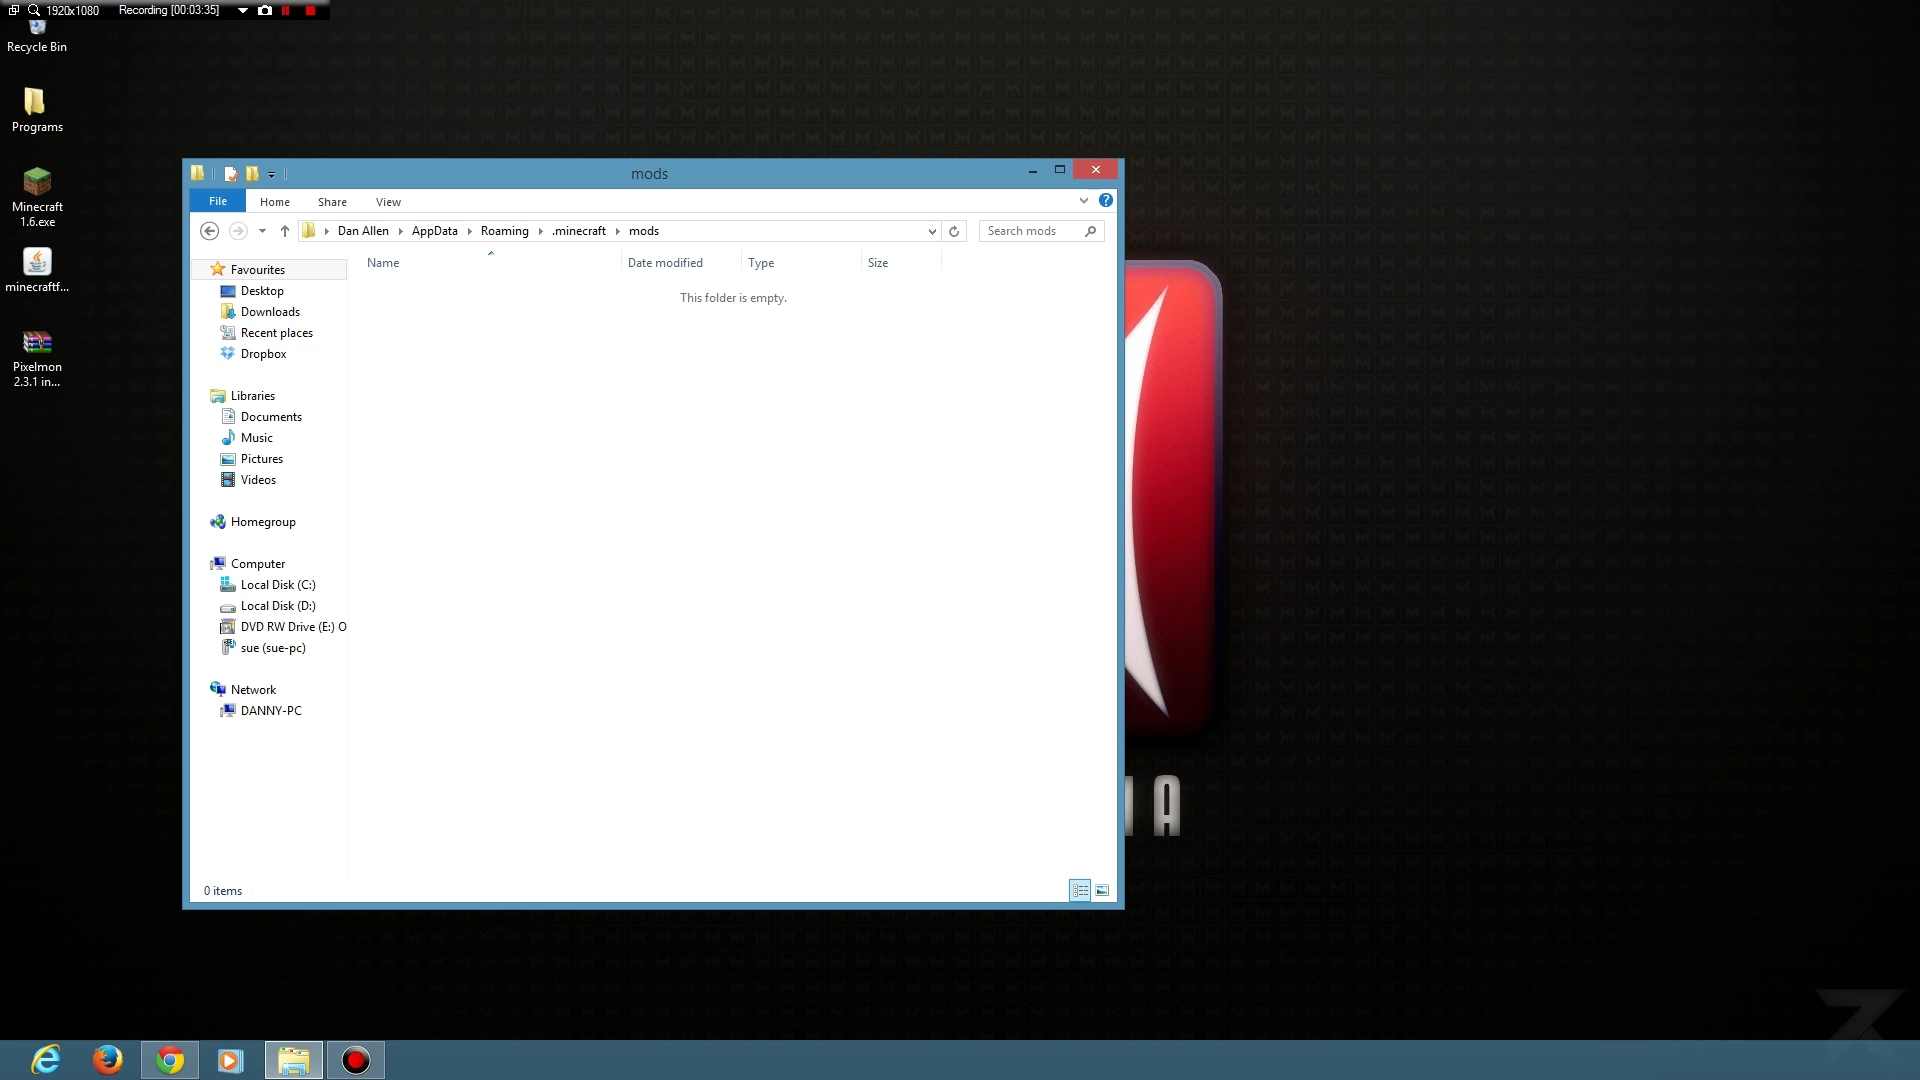 1920x1080 Recording [00:03:35]
Recycle Bin
Programs
Minecraft
1.6.exe
minecraftf...
Pixelmon
2.3.1 in...
mods
File Home Share View
Dan Allen AppData Roaming .minecraft mods
Search mods
Name Date modified Type Size
This folder is empty.
Favourites
Desktop
Downloads
Recent places
Dropbox
Libraries
Documents
Music
Pictures
Videos
Homegroup
Computer
Local Disk (C:)
Local Disk (D:)
DVD RW Drive (E:) O
sue (sue-pc)
Network
DANNY-PC
0 items
A